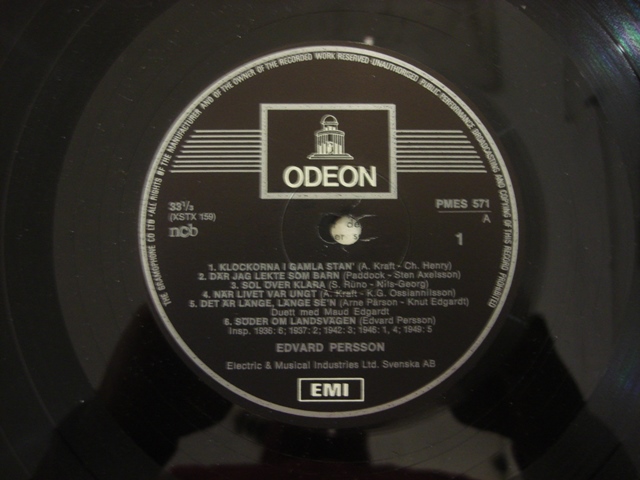 THE GRAMOPHONE CO LTD · ALL RIGHTS OF THE MANUFACTURER AND OF THE OWNER OF THE RECORDED WORK RESERVED · UNAUTHORISED PUBLIC PERFORMANCE BROADCASTING AND COPYING OF THIS RECORD PROHIBITED
ODEON
33⅓
(XSTX 159)
ncb
PMES 571
A
1
1. KLOCKORNA I GAMLA STAN' (A. Kraft - Ch. Henry)
2. DÄR JAG LEKTE SOM BARN (Paddock - Sten Axelsson)
3. SOL ÖVER KLARA (S. Rüno - Nils-Georg)
4. NÄR LIVET VAR UNGT (A. Kraft - K.G. Ossiannilsson)
5. DET ÄR LÄNGE, LÄNGE SE'N (Arne Pärson - Knut Edgardt)
Duett med Maud Edgardt
6. SÖDER OM LANDSVÄGEN (Edvard Persson)
Insp. 1936: 6; 1937: 2; 1942: 3; 1946: 1, 4; 1949: 5
EDVARD PERSSON
Electric & Musical Industries Ltd. Svenska AB
EMI